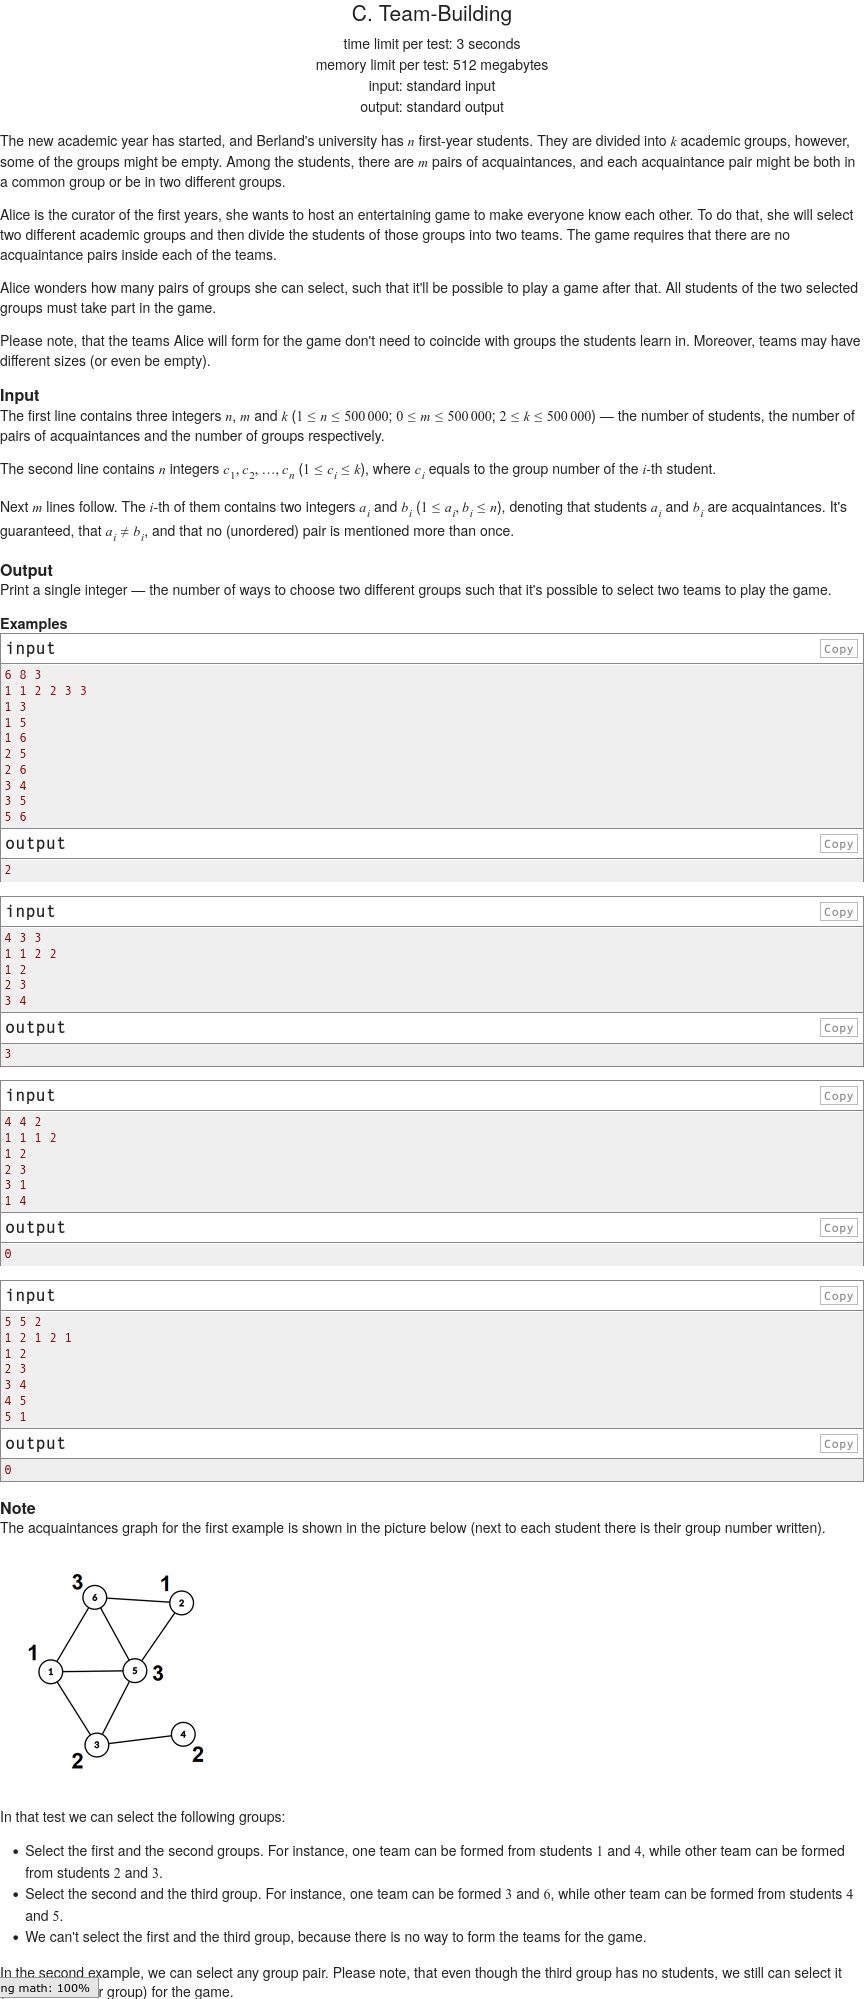 C. Team-Building
time limit per test: 3 seconds
memory limit per test: 512 megabytes
input: standard input
output: standard output
The new academic year has started, and Berland's university has n first-year students. They are divided into k academic groups, however,
some of the groups might be empty. Among the students, there are m pairs of acquaintances, and each acquaintance pair might be both in
a common group or be in two different groups.
Alice is the curator of the first years, she wants to host an entertaining game to make everyone know each other. To do that, she will select
two different academic groups and then divide the students of those groups into two teams. The game requires that there are no
acquaintance pairs inside each of the teams.
Alice wonders how many pairs of groups she can select, such that it'll be possible to play a game after that. All students of the two selected
groups must take part in the game.
Please note, that the teams Alice will form for the game don't need to coincide with groups the students learn in. Moreover, teams may have
different sizes (or even be empty).
Input
The first line contains three integers n, m and k (1 ≤ n ≤ 500 000; 0 ≤ m ≤ 500 000; 2 ≤ k ≤ 500 000) — the number of students, the number of
pairs of acquaintances and the number of groups respectively.
The second line contains n integers c₁, c₂, …, cₙ (1 ≤ cᵢ ≤ k), where cᵢ equals to the group number of the i-th student.
Next m lines follow. The i-th of them contains two integers aᵢ and bᵢ (1 ≤ aᵢ, bᵢ ≤ n), denoting that students aᵢ and bᵢ are acquaintances. It's
guaranteed, that aᵢ ≠ bᵢ, and that no (unordered) pair is mentioned more than once.
Output
Print a single integer — the number of ways to choose two different groups such that it's possible to select two teams to play the game.
Examples
input Copy
6 8 3
1 1 2 2 3 3
1 3
1 5
1 6
2 5
2 6
3 4
3 5
5 6
output Copy
2
input Copy
4 3 3
1 1 2 2
1 2
2 3
3 4
output Copy
3
input Copy
4 4 2
1 1 1 2
1 2
2 3
3 1
1 4
output Copy
0
input Copy
5 5 2
1 2 1 2 1
1 2
2 3
3 4
4 5
5 1
output Copy
0
Note
The acquaintances graph for the first example is shown in the picture below (next to each student there is their group number written).
3 1
6 2
1
1 5 3
3 4
2 2
In that test we can select the following groups:
• Select the first and the second groups. For instance, one team can be formed from students 1 and 4, while other team can be formed
from students 2 and 3.
• Select the second and the third group. For instance, one team can be formed 3 and 6, while other team can be formed from students 4
and 5.
• We can't select the first and the third group, because there is no way to form the teams for the game.
In the second example, we can select any group pair. Please note, that even though the third group has no students, we still can select it
ng math: 100% r group) for the game.